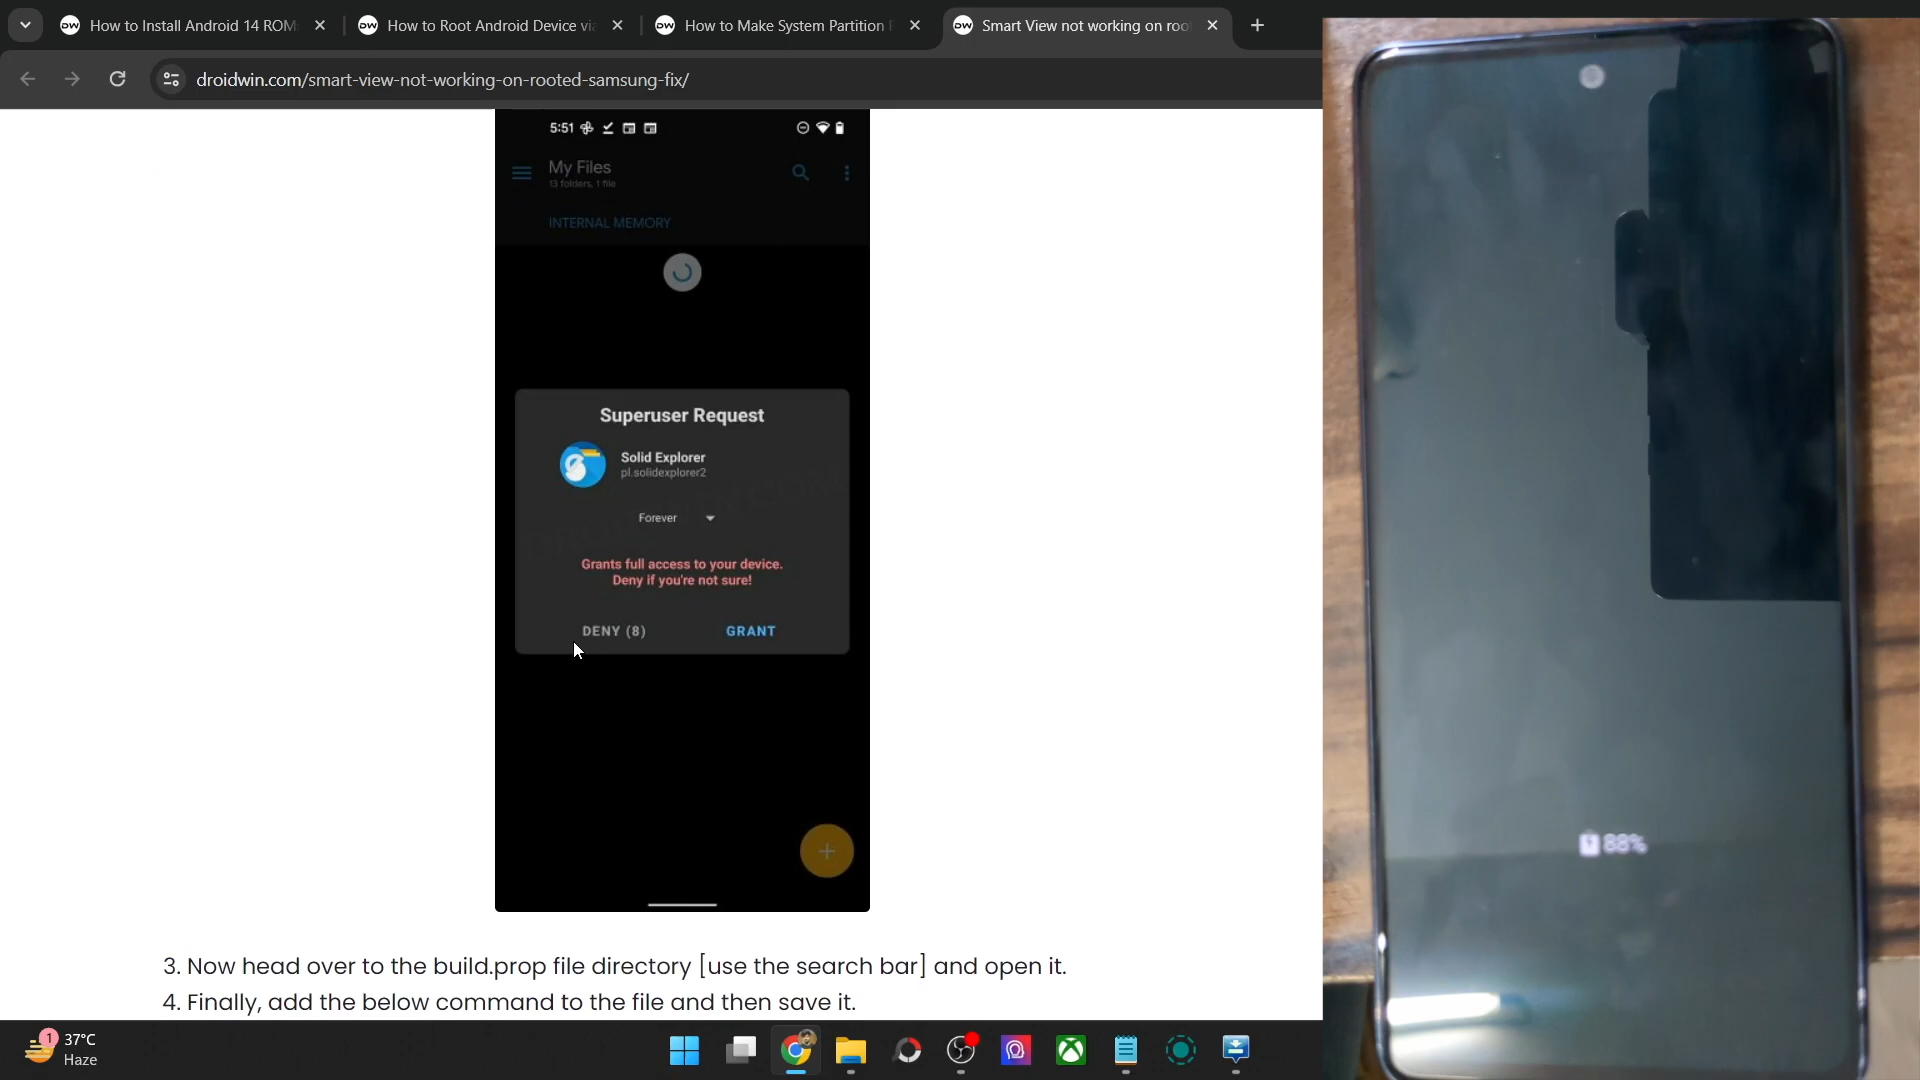 How to Install Android 14 ROM
How to Root Android Device via
How to Make System Partition
Smart View not working on roo
droidwin.com/smart-view-not-working-on-rooted-samsung-fix/
5:51
My Files
13 folders, 1 file
INTERNAL MEMORY
Superuser Request
Solid Explorer
pl.solidexplorer2
Forever
Grants full access to your device.
Deny if you're not sure!
DENY (8)
GRANT
88%
3. Now head over to the build.prop file directory [use the search bar] and open it.
4. Finally, add the below command to the file and then save it.
1
37°C
Haze